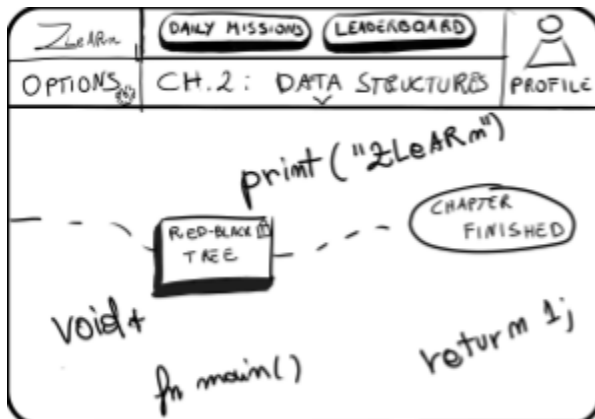 ZLeARn
DAILY MISSIONS
LEADERBOARD
OPTIONS
CH.2: DATA STRUCTURES
PROFILE
print("ZLeARn")
RED-BLACK
TREE
CHAPTER
FINISHED
void+
fn main()
return 1;